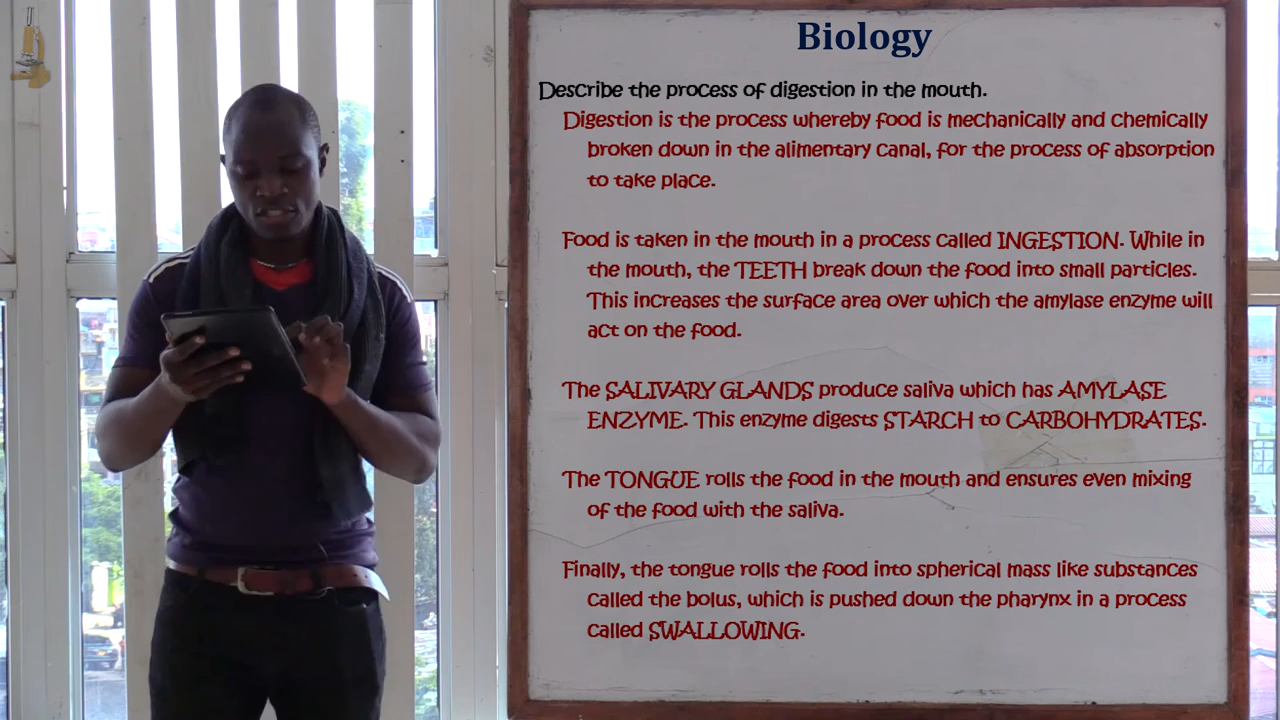 Biology
Describe the process of digestion in the mouth.
Digestion is the process whereby food is mechanically and chemically
broken down in the alimentary canal, for the process of absorption
to take place.
Food is taken in the mouth in a process called INGESTION. While in
the mouth, the TEETH break down the food into small particles.
This increases the surface area over which the amylase enzyme will
act on the food.
The SALIVARY GLANDS produce saliva which has AMYLASE
ENZYME. This enzyme digests STARCH to CARBOHYDRATES.
The TONGUE rolls the food in the mouth and ensures even mixing
of the food with the saliva.
Finally, the tongue rolls the food into spherical mass like substances
called the bolus, which is pushed down the pharynx in a process
called SWALLOWING.